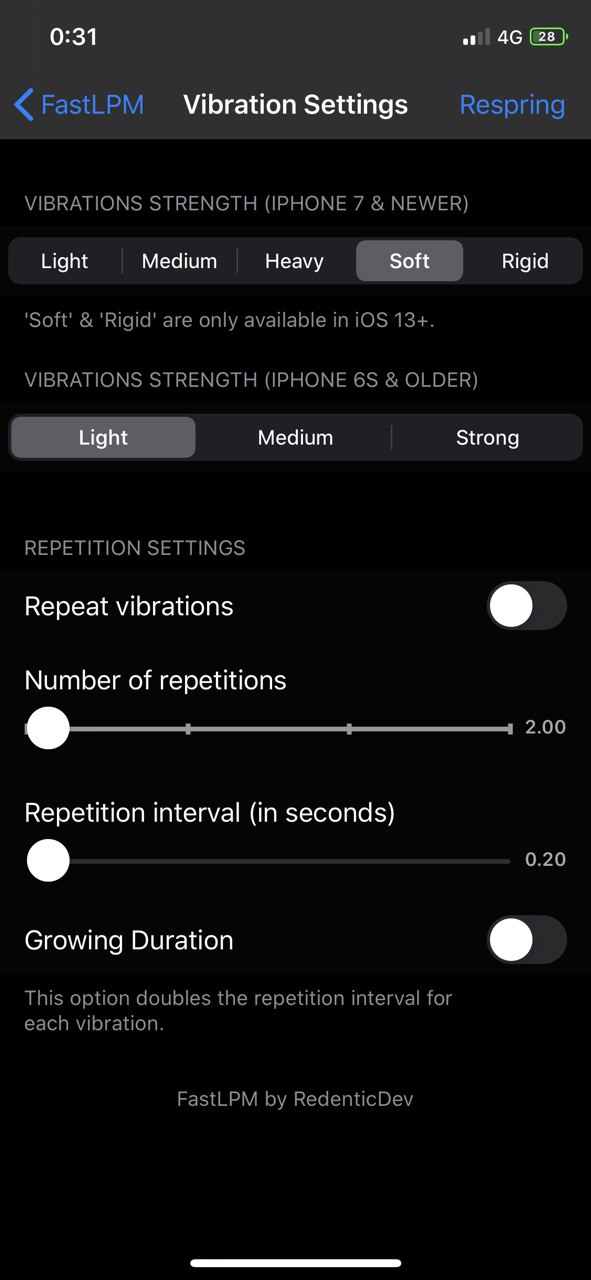 0:31 4G 28
FastLPM Vibration Settings Respring
VIBRATIONS STRENGTH (IPHONE 7 & NEWER)
Light Medium Heavy Soft Rigid
'Soft' & 'Rigid' are only available in iOS 13+.
VIBRATIONS STRENGTH (IPHONE 6S & OLDER)
Light Medium Strong
REPETITION SETTINGS
Repeat vibrations
Number of repetitions
2.00
Repetition interval (in seconds)
0.20
Growing Duration
This option doubles the repetition interval for
each vibration.
FastLPM by RedenticDev